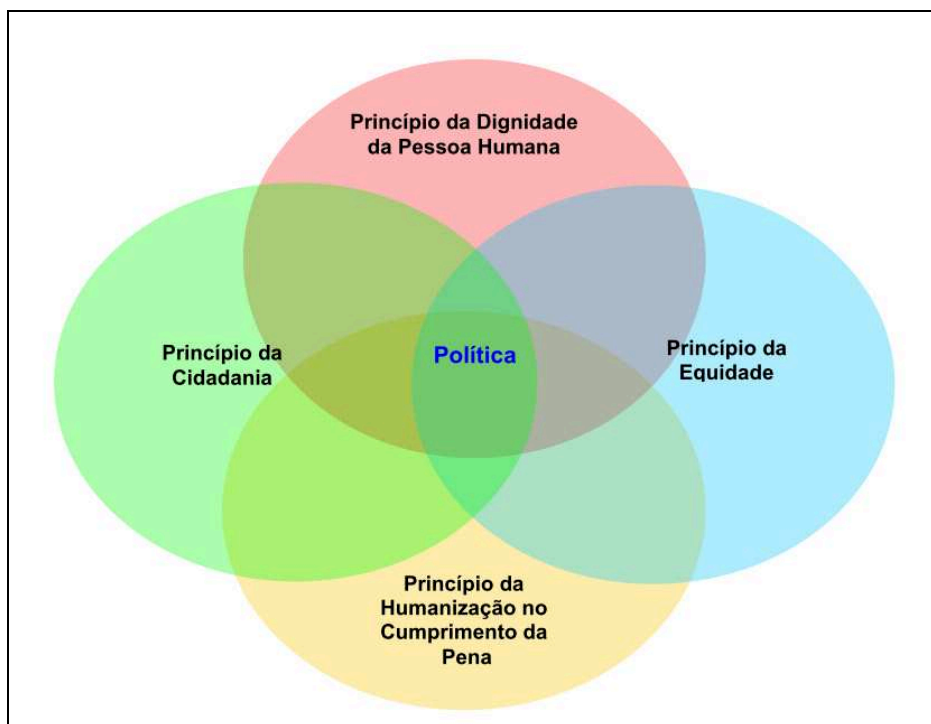 Princípio da Dignidade
da Pessoa Humana
Princípio da
Cidadania
Política
Princípio da
Equidade
Princípio da
Humanização no
Cumprimento da
Pena